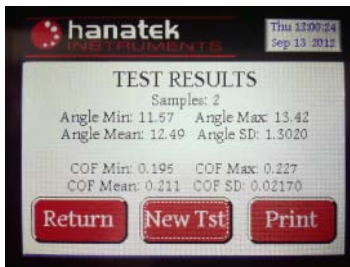 hanatek
INSTRUMENTS
Thu 12:00:24
Sep 13 2012
TEST RESULTS
Samples: 2
Angle Min: 11.57 Angle Max: 13.42
Angle Mean: 12.49 Angle SD: 1.3020
COF Min: 0.195 COF Max: 0.227
COF Mean: 0.211 COF SD: 0.02170
Return New Tst Print